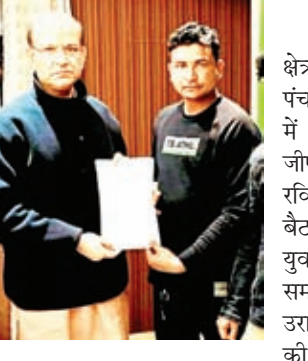 क्षेत्र
पंच
में
जी
रवि
बैठ
युव
सम
उरा
की